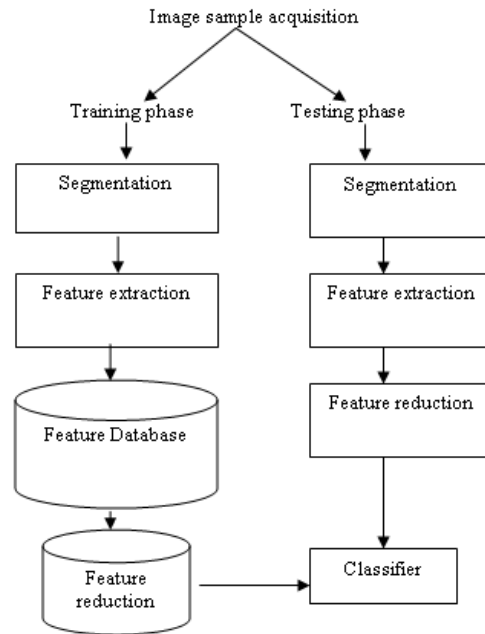 Image sample acquisition
Training phase
Testing phase
Segmentation
Segmentation
Feature extraction
Feature extraction
Feature Database
Feature reduction
Feature
reduction
Classifier